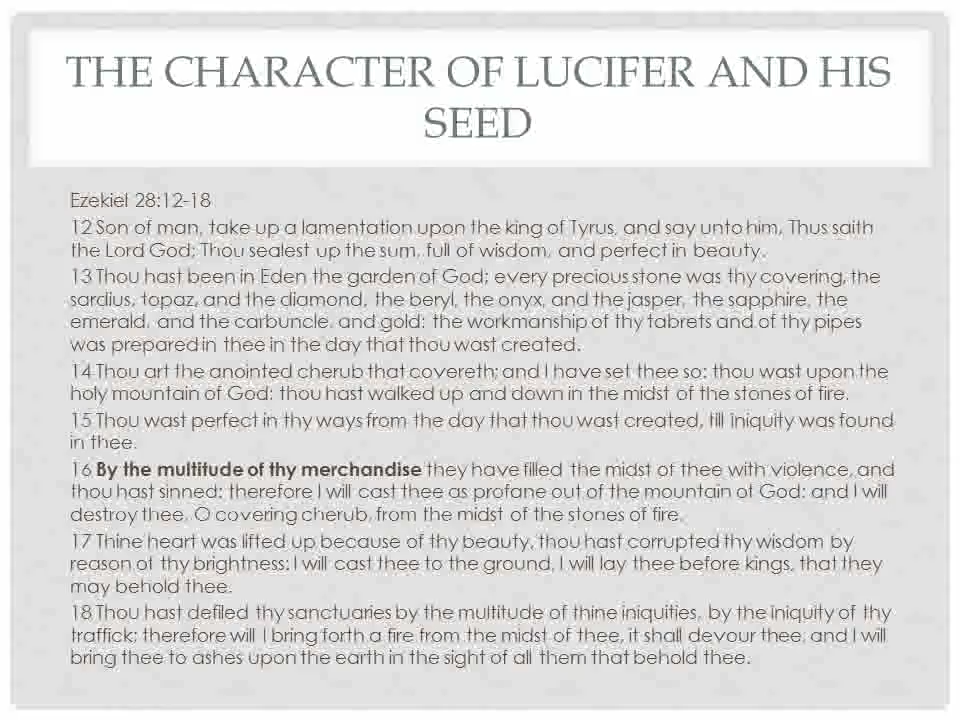 THE CHARACTER OF LUCIFER AND HIS
SEED
Ezekiel 28:12-18
12 Son of man, take up a lamentation upon the king of Tyrus, and say unto him, Thus saith
the Lord God; Thou sealest up the sum, full of wisdom, and perfect in beauty.
13 Thou hast been in Eden the garden of God; every precious stone was thy covering, the
sardius, topaz, and the diamond, the beryl, the onyx, and the jasper, the sapphire, the
emerald, and the carbuncle, and gold: the workmanship of thy tabrets and of thy pipes
was prepared in thee in the day that thou wast created.
14 Thou art the anointed cherub that covereth; and I have set thee so: thou wast upon the
holy mountain of God; thou hast walked up and down in the midst of the stones of fire.
15 Thou wast perfect in thy ways from the day that thou wast created, till iniquity was found
in thee.
16 By the multitude of thy merchandise they have filled the midst of thee with violence, and
thou hast sinned: therefore I will cast thee as profane out of the mountain of God: and I will
destroy thee, O covering cherub, from the midst of the stones of fire.
17 Thine heart was lifted up because of thy beauty, thou hast corrupted thy wisdom by
reason of thy brightness: I will cast thee to the ground, I will lay thee before kings, that they
may behold thee.
18 Thou hast defiled thy sanctuaries by the multitude of thine iniquities, by the iniquity of thy
traffick; therefore will I bring forth a fire from the midst of thee, it shall devour thee, and I will
bring thee to ashes upon the earth in the sight of all them that behold thee.